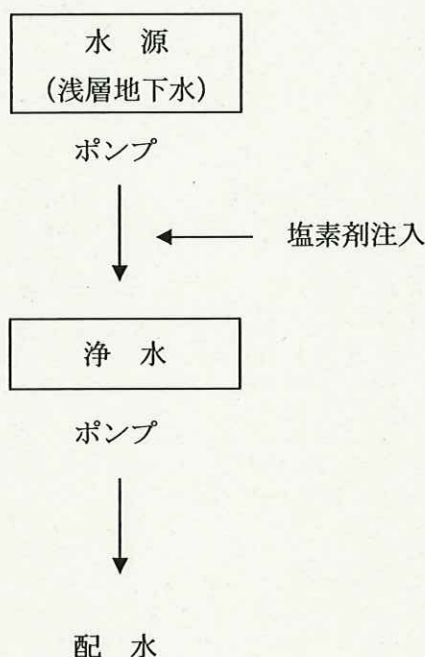 水 源
(浅層地下水)
ポンプ
塩素剤注入
浄 水
ポンプ
配 水